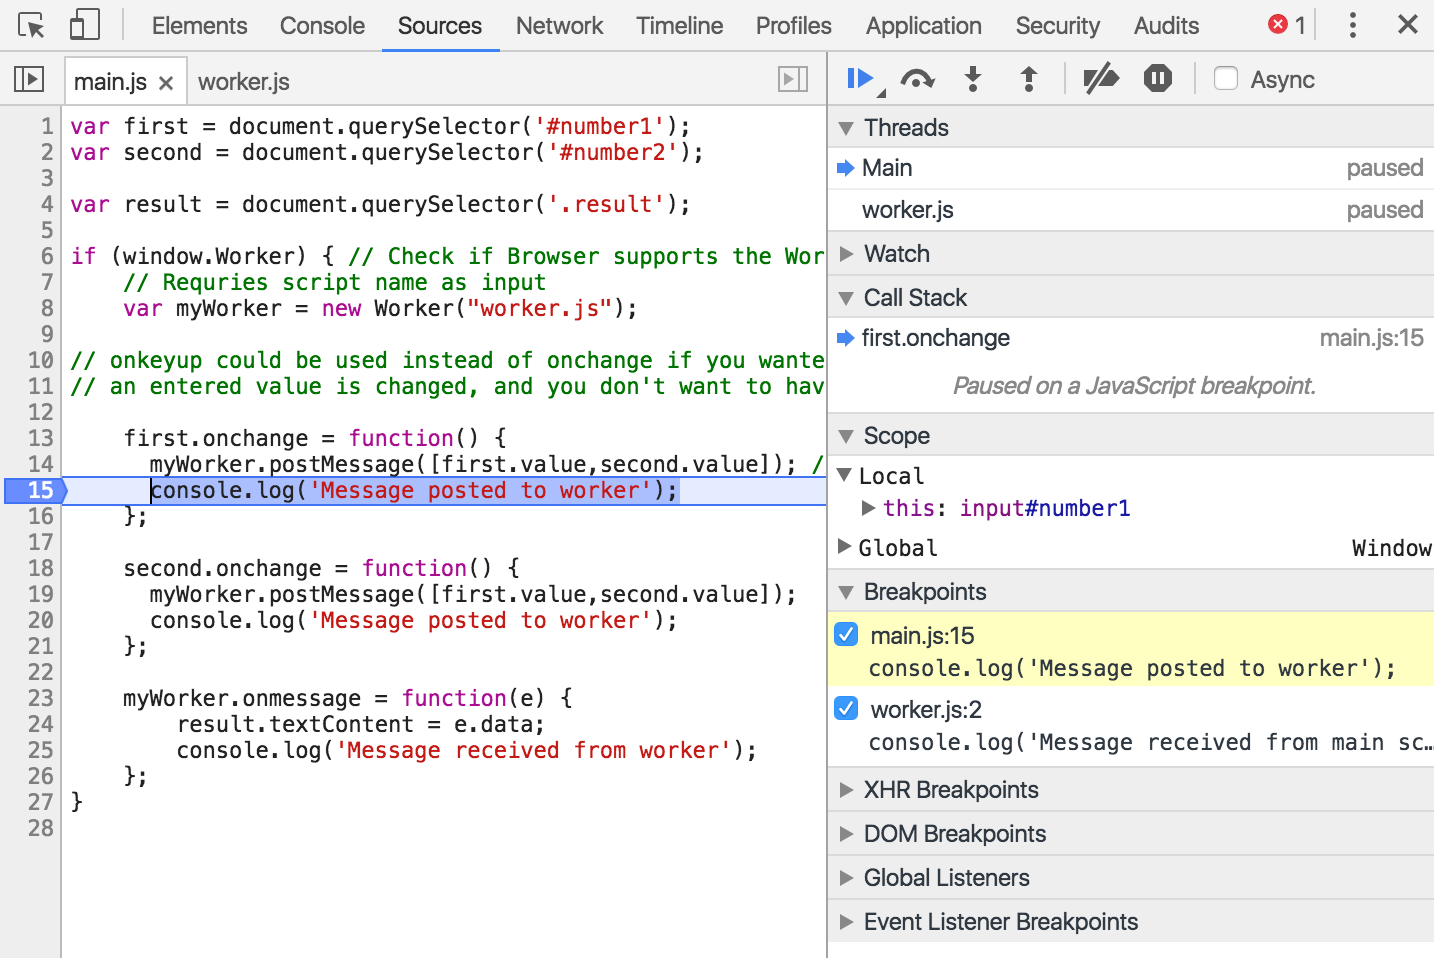 Elements Console Sources Network Timeline Profiles Application Security Audits 1
main.js worker.js
Async
1 var first = document.querySelector('#number1');
2 var second = document.querySelector('#number2');
3
4 var result = document.querySelector('.result');
5
6 if (window.Worker) { // Check if Browser supports the Wor
7 // Requries script name as input
8 var myWorker = new Worker("worker.js");
9
10 // onkeyup could be used instead of onchange if you wante
11 // an entered value is changed, and you don't want to hav
12
13 first.onchange = function() {
14 myWorker.postMessage([first.value,second.value]); /
15 console.log('Message posted to worker');
16 };
17
18 second.onchange = function() {
19 myWorker.postMessage([first.value,second.value]);
20 console.log('Message posted to worker');
21 };
22
23 myWorker.onmessage = function(e) {
24 result.textContent = e.data;
25 console.log('Message received from worker');
26 };
27 }
28
Threads
Main paused
worker.js paused
Watch
Call Stack
first.onchange main.js:15
Paused on a JavaScript breakpoint.
Scope
Local
this: input#number1
Global Window
Breakpoints
main.js:15
console.log('Message posted to worker');
worker.js:2
console.log('Message received from main sc…
XHR Breakpoints
DOM Breakpoints
Global Listeners
Event Listener Breakpoints